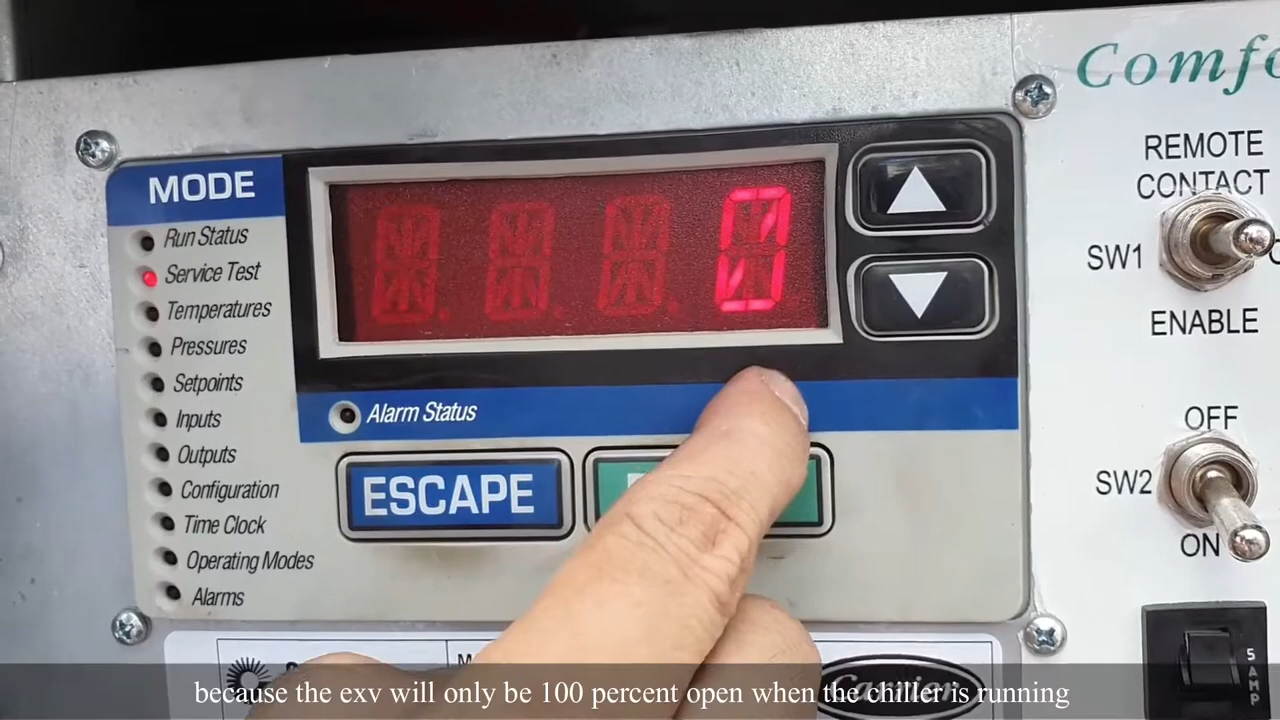 Comfo
MODE
Run Status
Service Test
Temperatures
Pressures
Setpoints
Inputs
Outputs
Configuration
Time Clock
Operating Modes
Alarms
0
Alarm Status
ESCAPE
REMOTE
CONTACT
SW1
ENABLE
OFF
SW2
ON
5
AMP
Carrier
because the exv will only be 100 percent open when the chiller is running